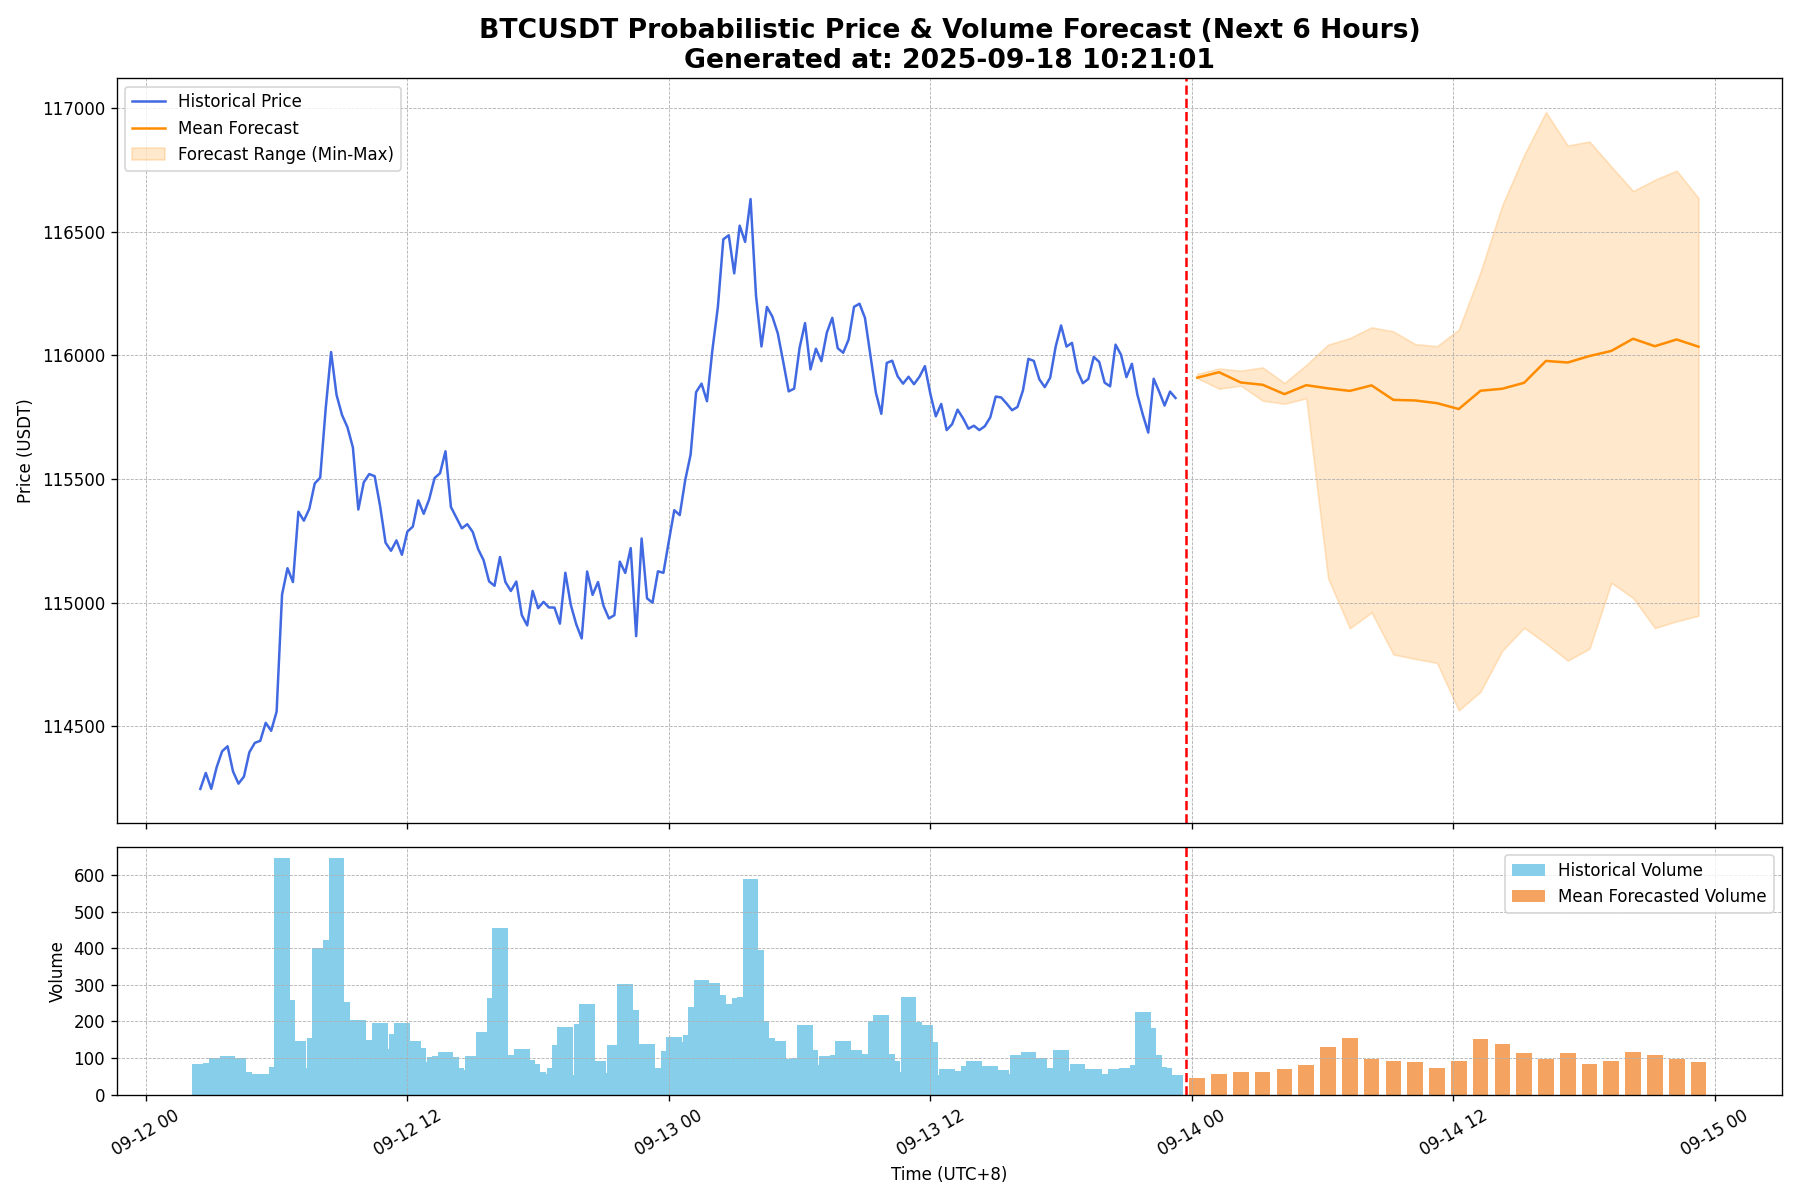 BTCUSDT Probabilistic Price & Volume Forecast (Next 6 Hours)
Generated at: 2025-09-18 10:21:01
Historical Price
Mean Forecast
Forecast Range (Min-Max)
117000
116500
116000
115500
115000
114500
Price (USDT)
Historical Volume
Mean Forecasted Volume
600
500
400
300
200
100
0
Volume
09-12 00
09-12 12
09-13 00
09-13 12
09-14 00
09-14 12
09-15 00
Time (UTC+8)